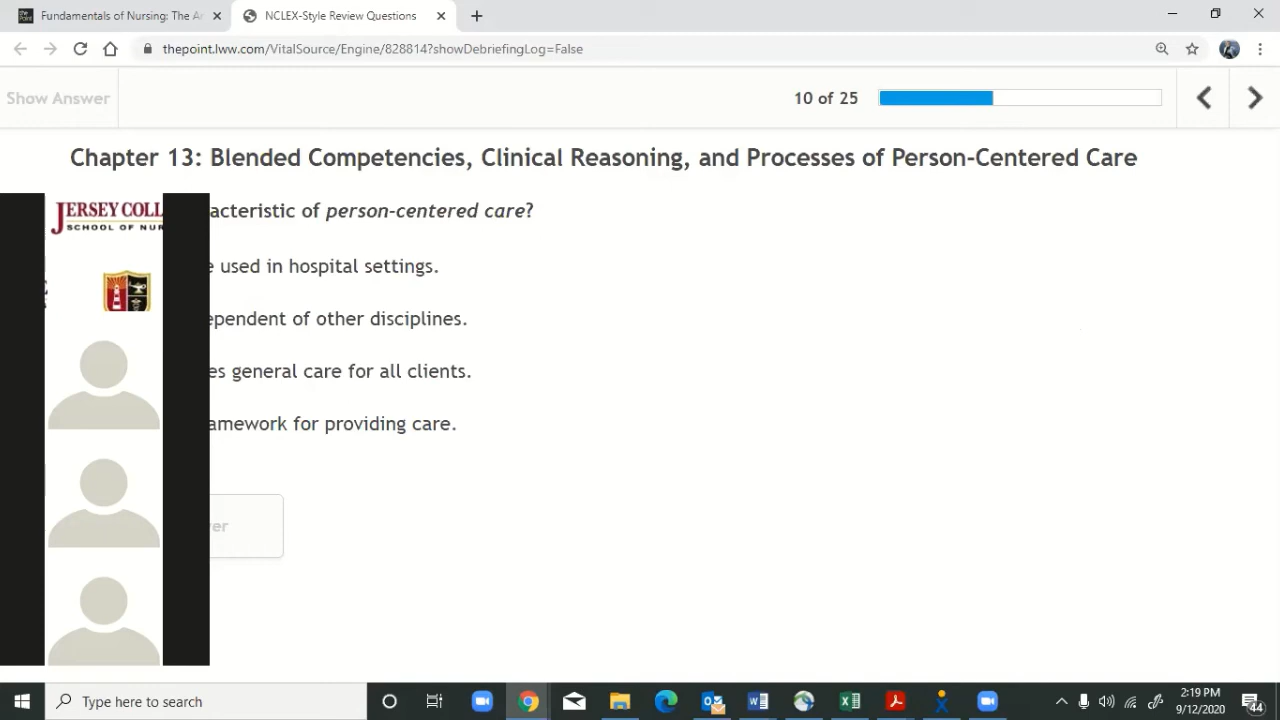 Fundamentals of Nursing: The A
NCLEX-Style Review Questions
thepoint.lww.com/VitalSource/Engine/828814?showDebriefingLog=False
Show Answer
10 of 25
Chapter 13: Blended Competencies, Clinical Reasoning, and Processes of Person-Centered Care
JERSEY COLL
SCHOOL OF NUR
acteristic of person-centered care?
e used in hospital settings.
ependent of other disciplines.
es general care for all clients.
amework for providing care.
ver
Type here to search
2:19 PM
9/12/2020
44